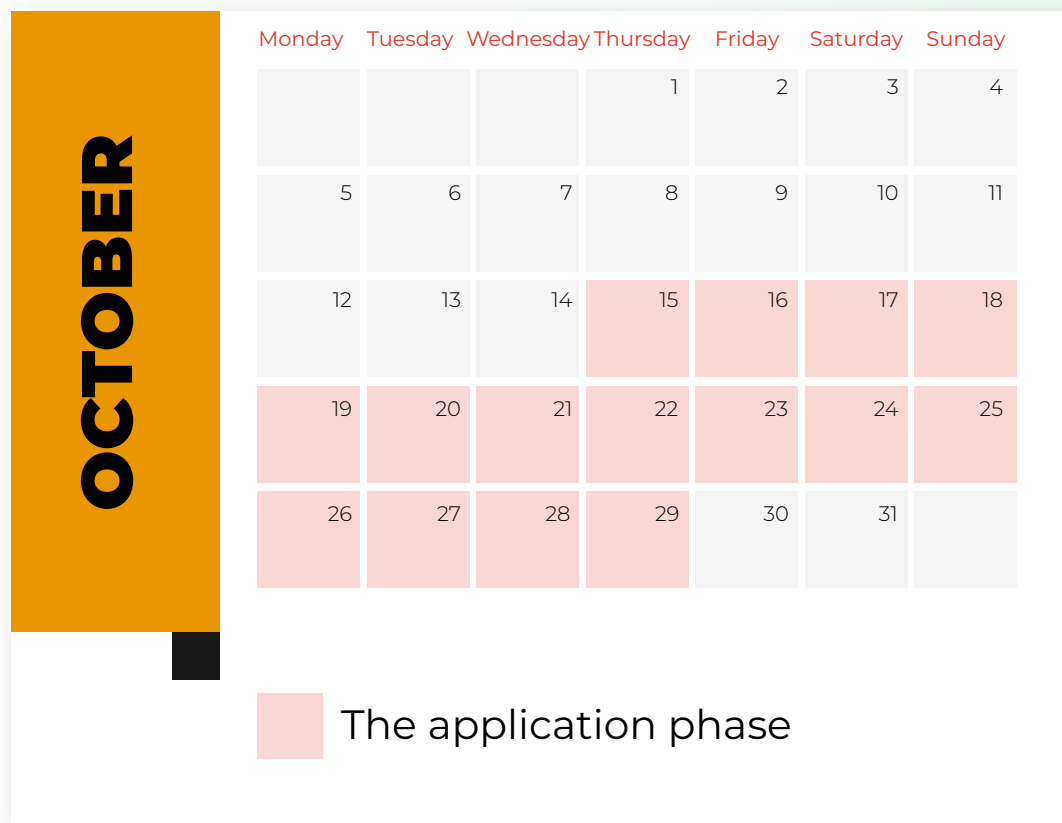 OCTOBER
Monday Tuesday Wednesday Thursday Friday Saturday Sunday
1 2 3 4
5 6 7 8 9 10 11
12 13 14 15 16 17 18
19 20 21 22 23 24 25
26 27 28 29 30 31
The application phase